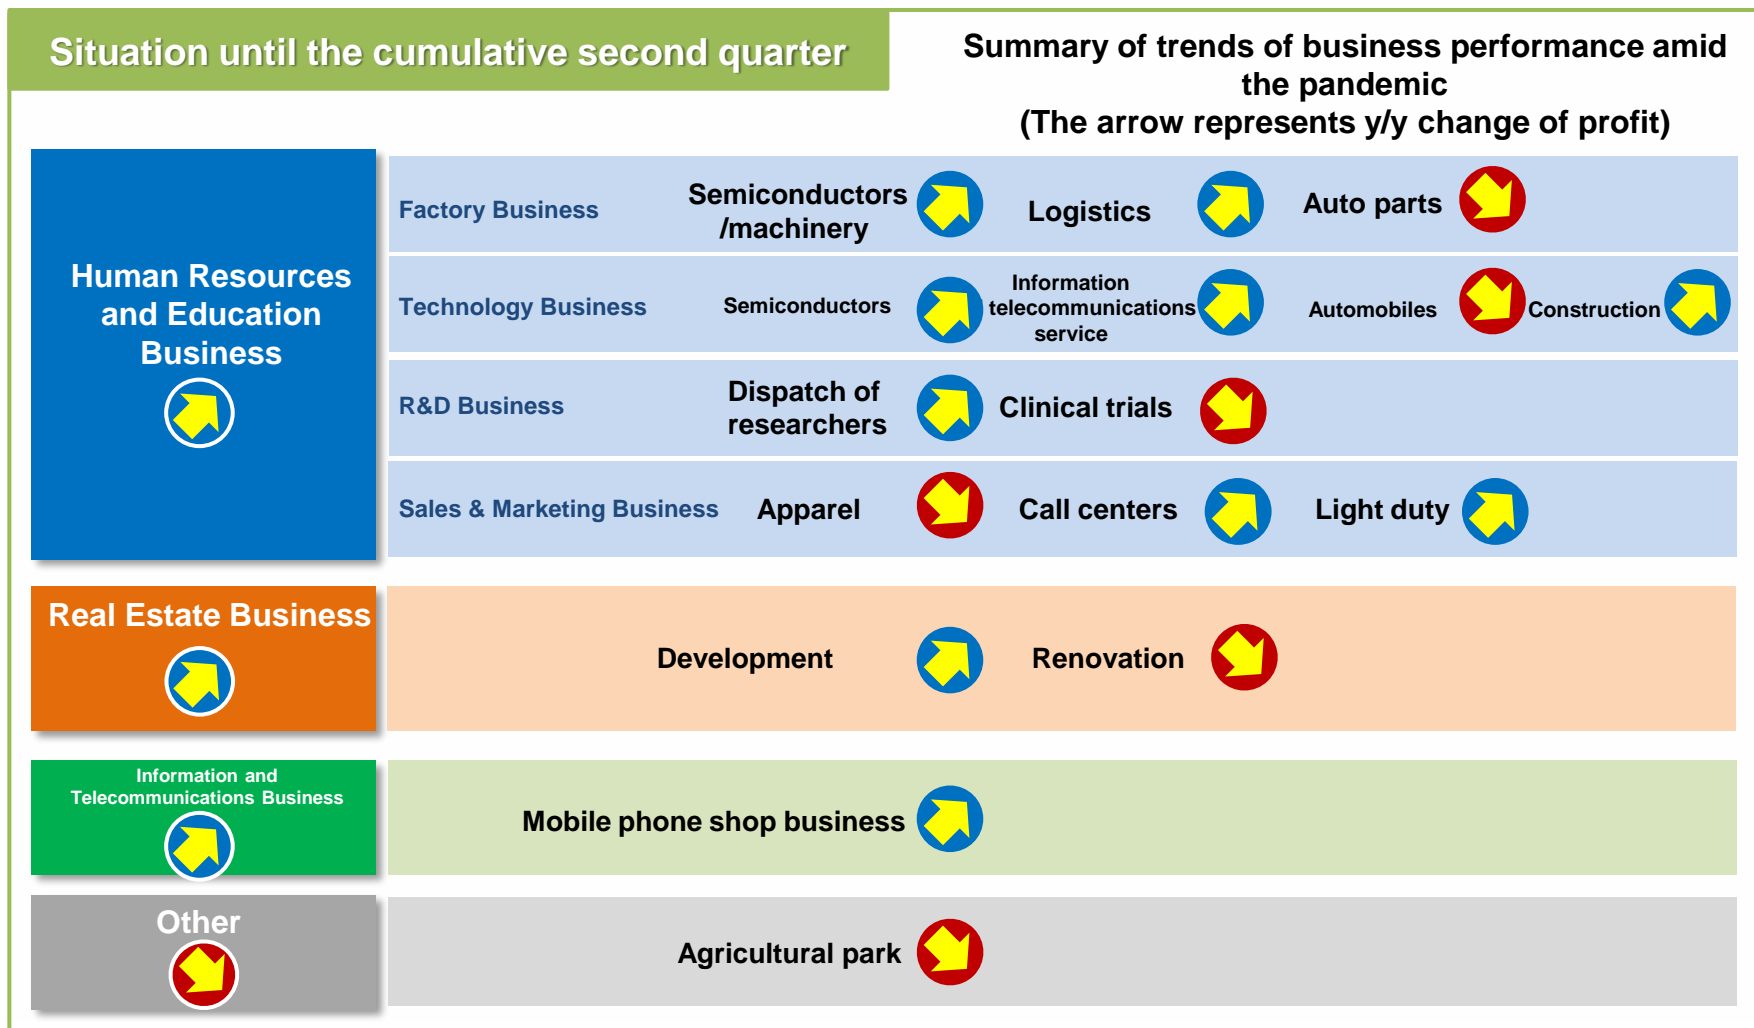 Situation until the cumulative second quarter
Summary of trends of business performance amid
the pandemic
(The arrow represents y/y change of profit)
Human Resources
and Education
Business
Factory Business
Semiconductors
/machinery
Logistics
Auto parts
Technology Business
Semiconductors
Information
telecommunications
service
Automobiles
Construction
R&D Business
Dispatch of
researchers
Clinical trials
Sales & Marketing Business
Apparel
Call centers
Light duty
Real Estate Business
Development
Renovation
Information and
Telecommunications Business
Mobile phone shop business
Other
Agricultural park